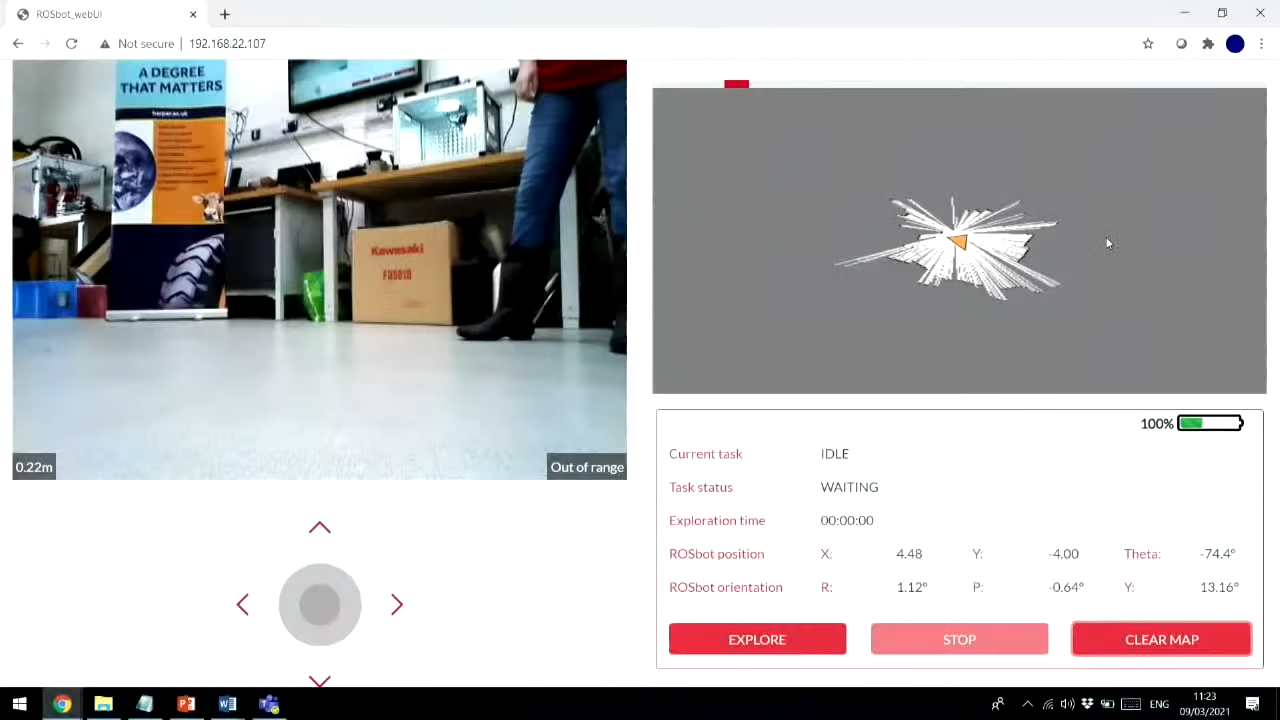 ROSbot_webUI
Not secure
192.168.22.107
A DEGREE
THAT MATTERS
harper.ac.uk
Kawasaki
0.22m
Out of range
100%
Current task IDLE
Task status WAITING
Exploration time 00:00:00
ROSbot position X: 4.48 Y: -4.00 Theta: -74.4°
ROSbot orientation R: 1.12° P: -0.64° Y: 13.16°
EXPLORE STOP CLEAR MAP
ENG
11:23
09/03/2021